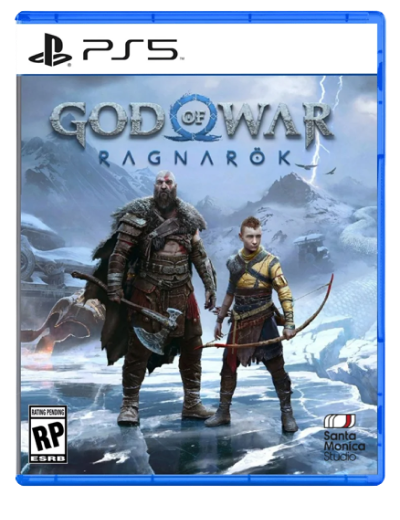 PS5
GOD OF WAR
RAGNARÖK
RATING PENDING
RP
ESRB
Santa
Monica
Studio